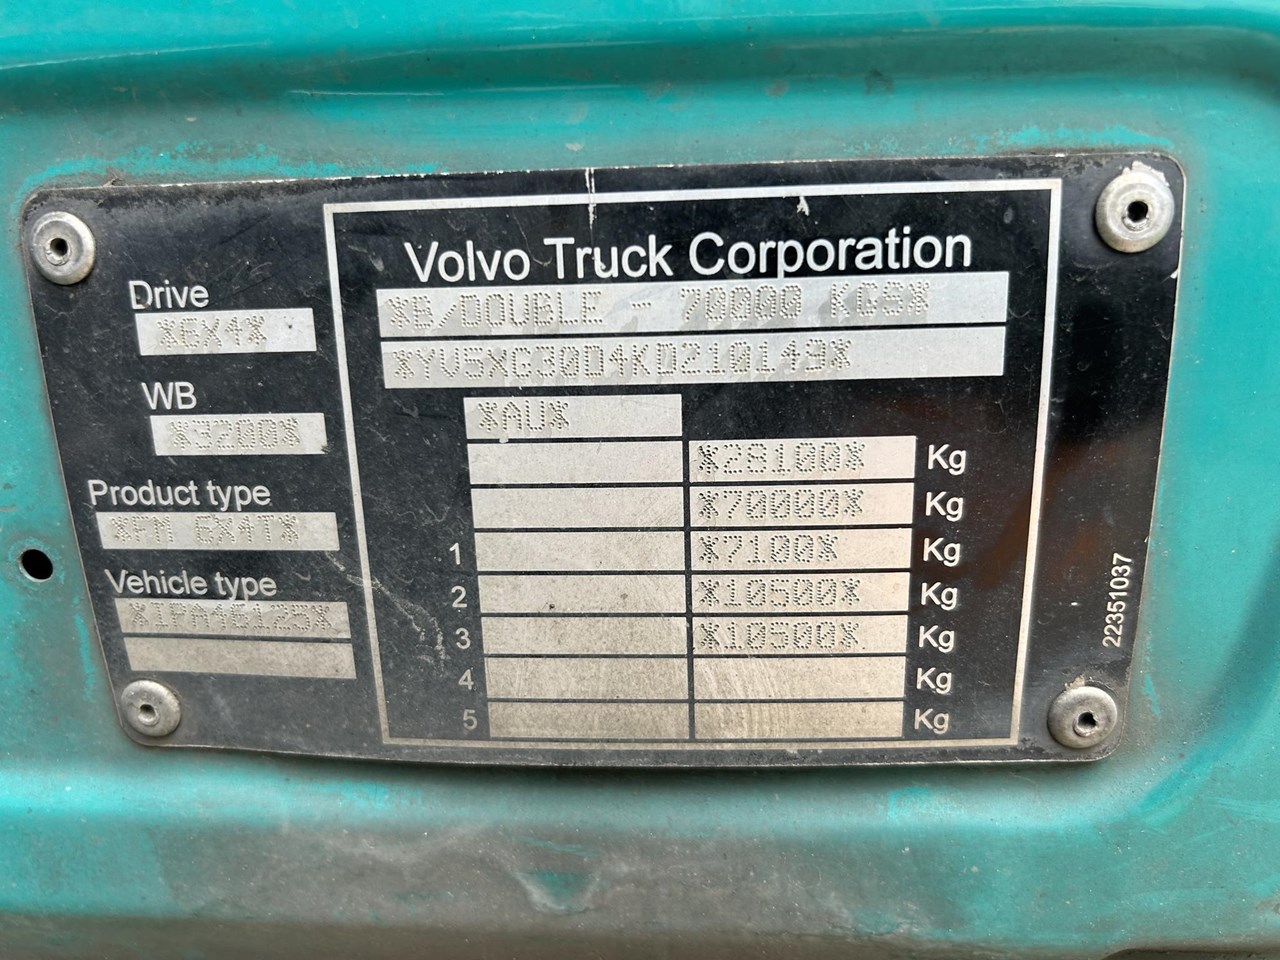 Volvo Truck Corporation
Drive
*6X4*
WB
*3200*
Product type
*FM 6X4T*
Vehicle type
*IPA46125*
*B/DOUBLE - 70000 KGS*
*YV5XG30D4KD210149*
*AU*
*28100* Kg
*70000* Kg
1 *7100* Kg
2 *10500* Kg
3 *10500* Kg
4 Kg
5 Kg
22351037